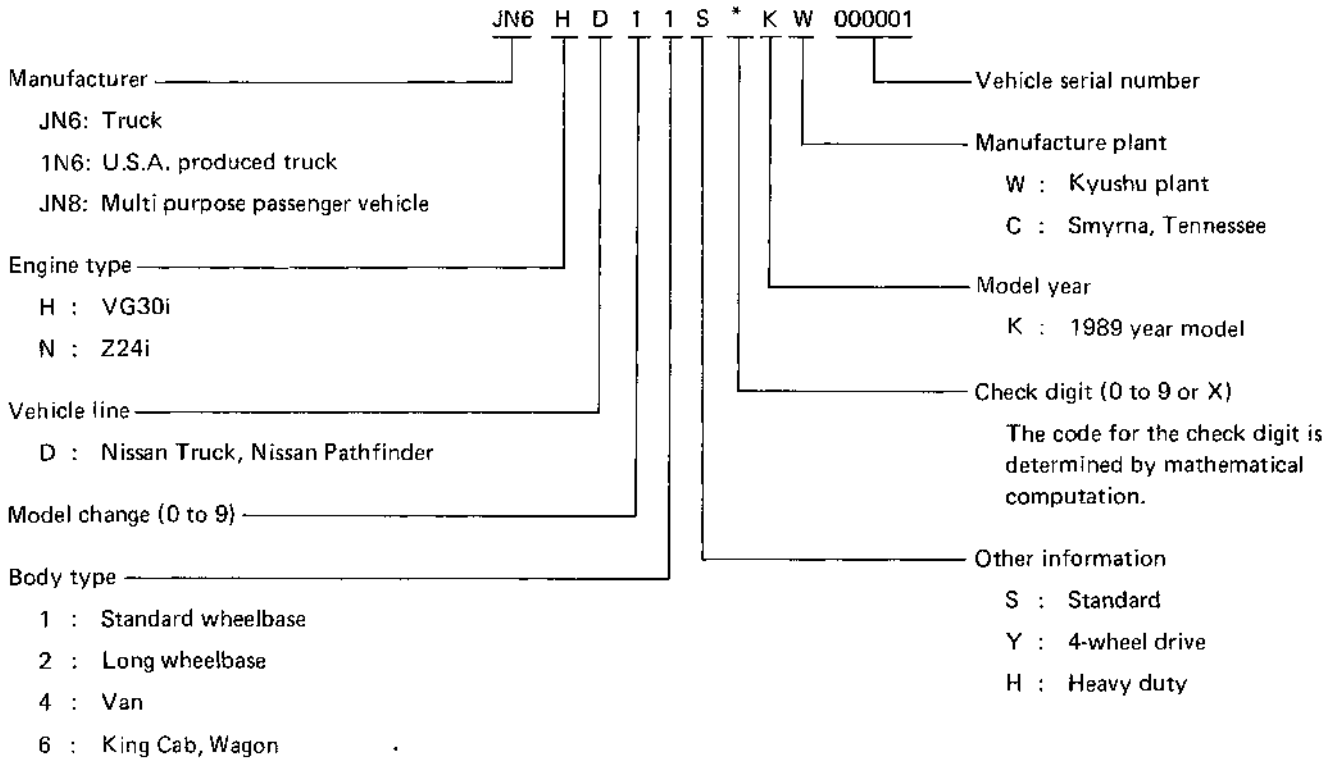 JN6 H D 1 1 S * K W 000001
Manufacturer
JN6: Truck
1N6: U.S.A. produced truck
JN8: Multi purpose passenger vehicle
Engine type
H : VG30i
N : Z24i
Vehicle line
D : Nissan Truck, Nissan Pathfinder
Model change (0 to 9)
Body type
1 : Standard wheelbase
2 : Long wheelbase
4 : Van
6 : King Cab, Wagon
Vehicle serial number
Manufacture plant
W : Kyushu plant
C : Smyrna, Tennessee
Model year
K : 1989 year model
Check digit (0 to 9 or X)
The code for the check digit is
determined by mathematical
computation.
Other information
S : Standard
Y : 4-wheel drive
H : Heavy duty